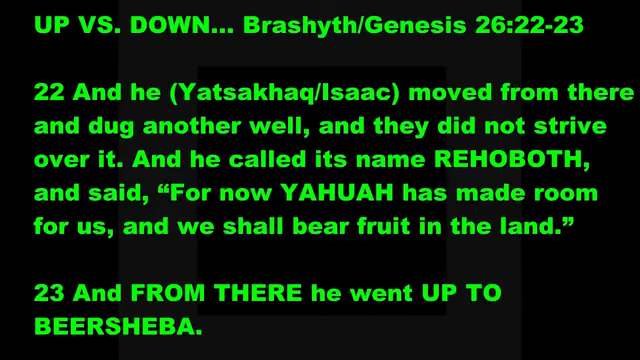 UP VS. DOWN... Brashyth/Genesis 26:22-23
22 And he (Yatsakhaq/Isaac) moved from there
and dug another well, and they did not strive
over it. And he called its name REHOBOTH,
and said, “For now YAHUAH has made room
for us, and we shall bear fruit in the land.”
23 And FROM THERE he went UP TO
BEERSHEBA.